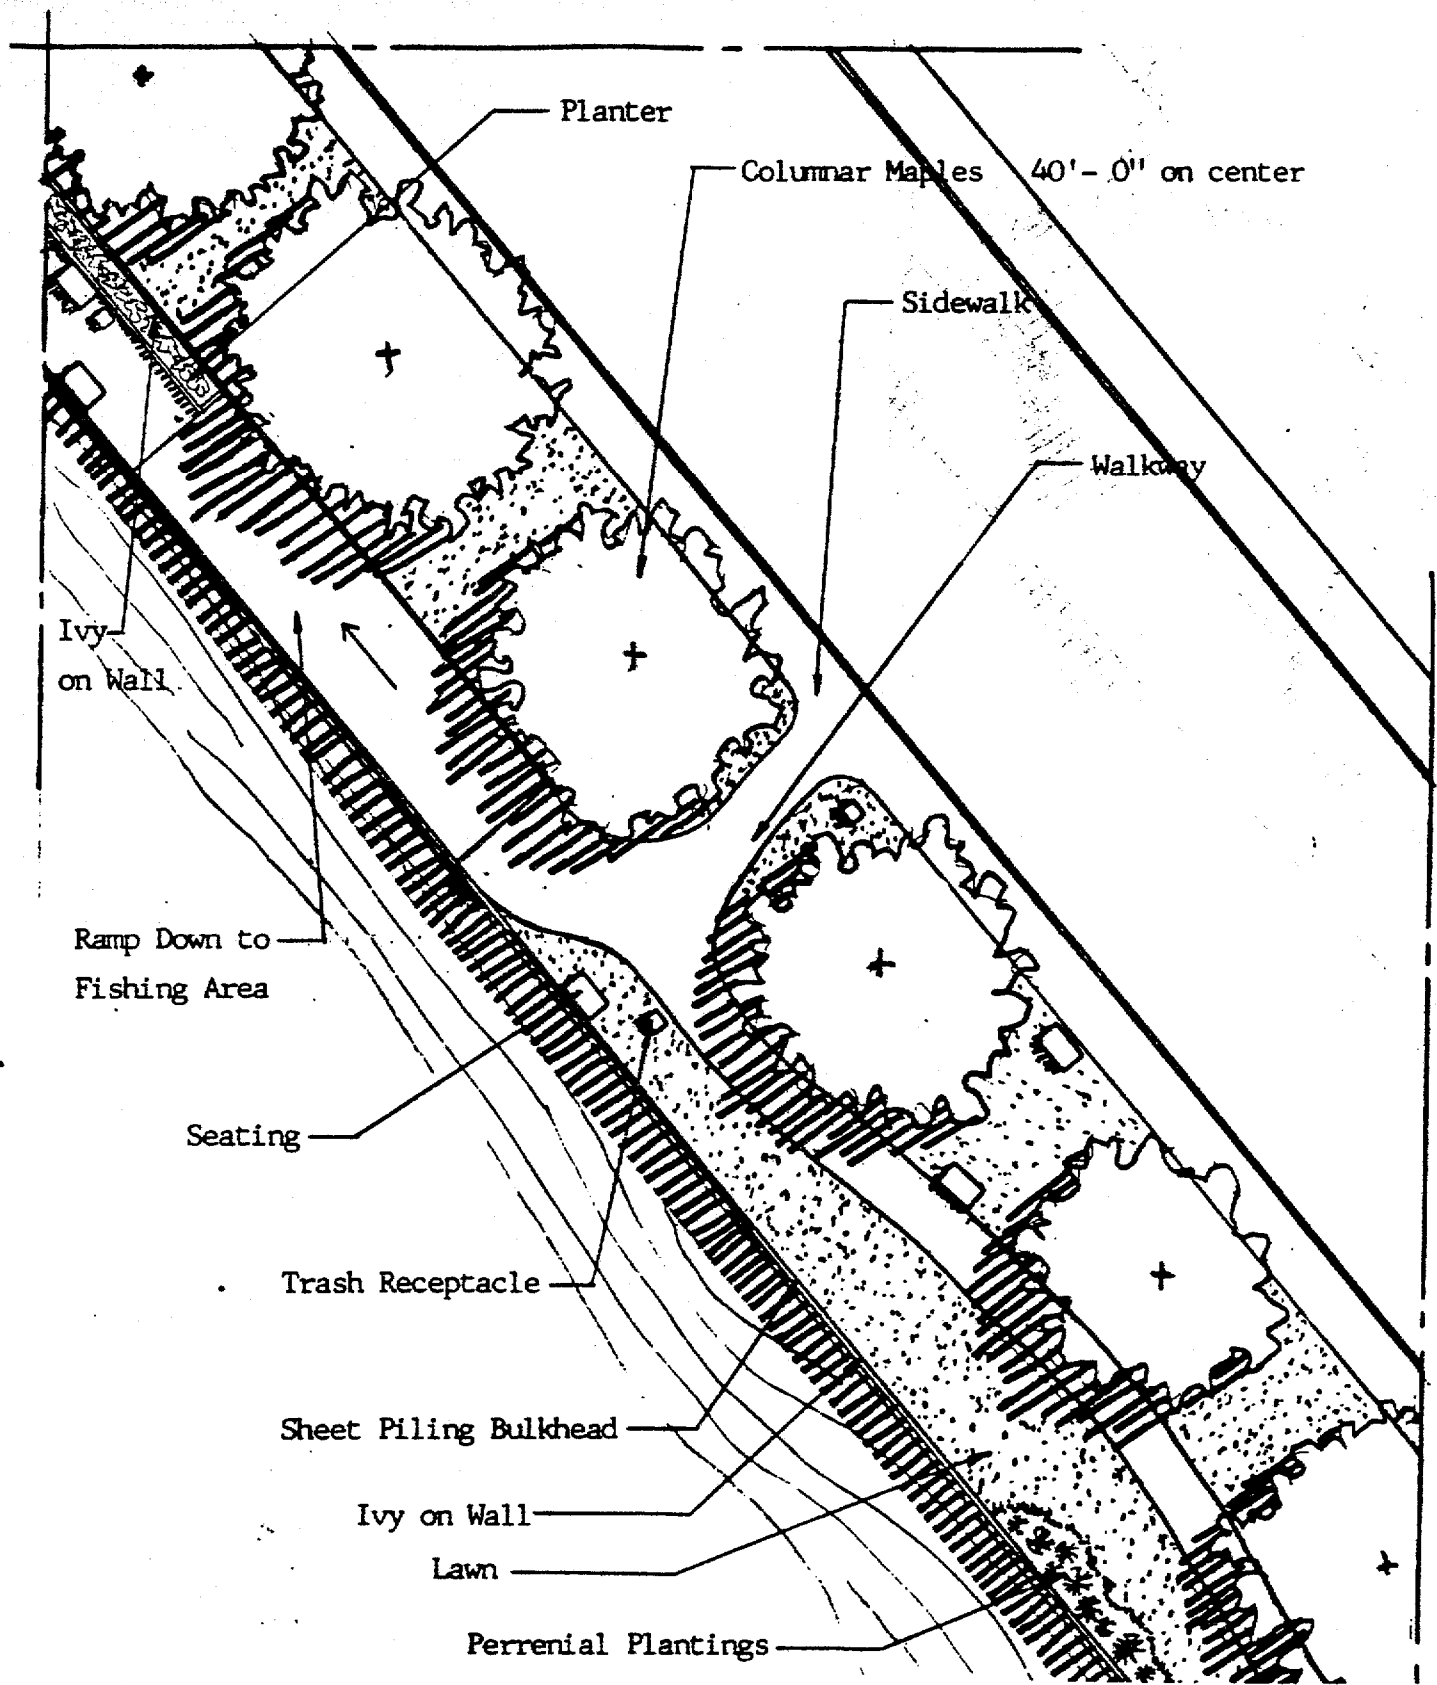 Planter
Columnar Maples 40'- 0" on center
Sidewalk
Walkway
Ivy
on Wall
Ramp Down to
Fishing Area
Seating
Trash Receptacle
Sheet Piling Bulkhead
Ivy on Wall
Lawn
Perrenial Plantings